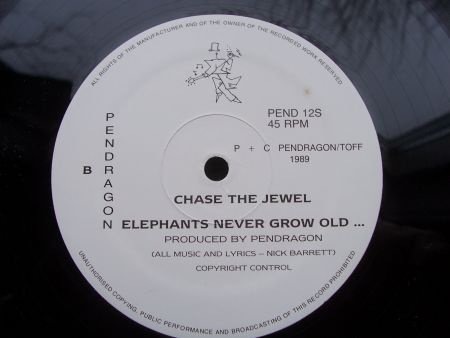 ALL RIGHTS OF THE MANUFACTURER AND OF THE OWNER OF THE RECORDED WORK RESERVED
PEND 12S
45 RPM
P + C PENDRAGON/TOFF
1989
PENDRAGON
B
CHASE THE JEWEL
ELEPHANTS NEVER GROW OLD ...
PRODUCED BY PENDRAGON
(ALL MUSIC AND LYRICS – NICK BARRETT)
COPYRIGHT CONTROL
UNAUTHORISED COPYING, PUBLIC PERFORMANCE AND BROADCASTING OF THIS RECORD PROHIBITED